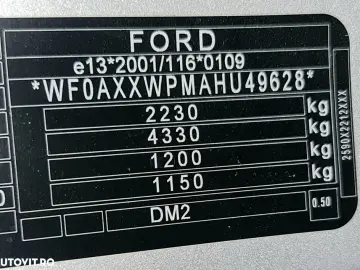 FORD
e13*2001/116*0109
*WF0AXXWPMAHU49628*
2230 kg
4330 kg
1200 kg
1150 kg
DM2
0.50
2590X2212XXX
AUTOVIT.ro